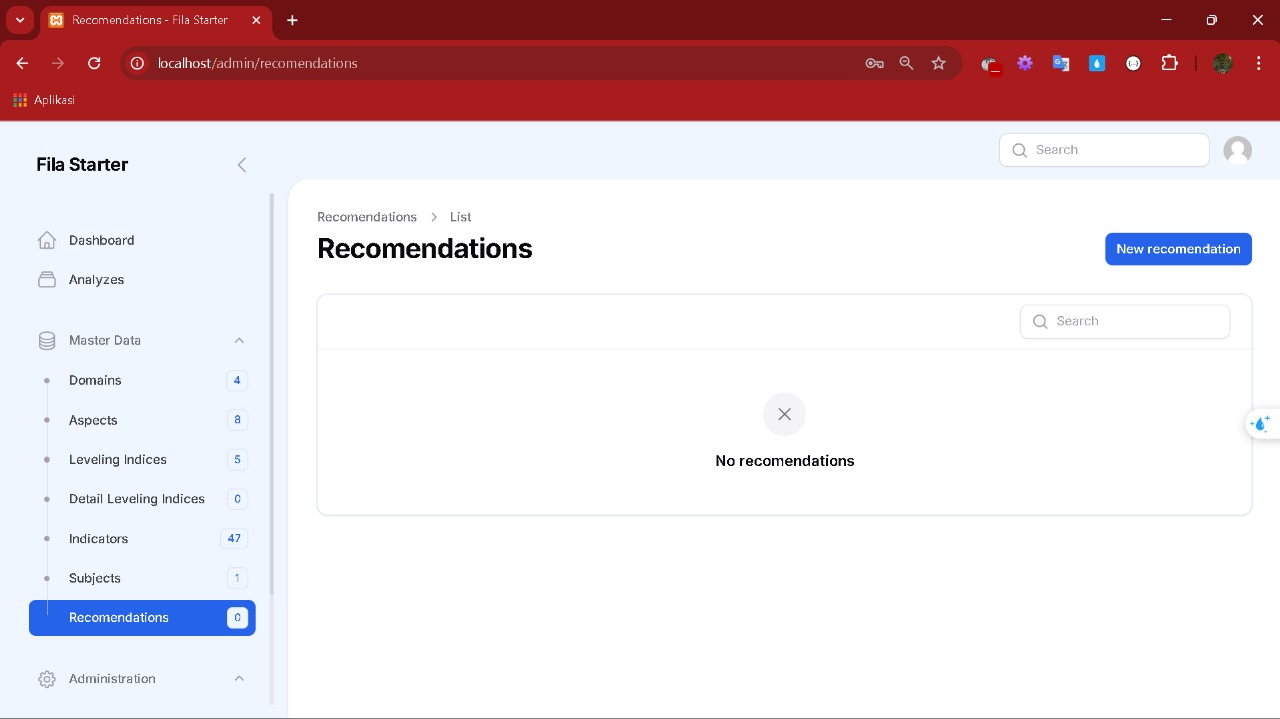 Recomendations - Fila Starter
localhost/admin/recomendations
Aplikasi
Fila Starter
Search
Dashboard
Analyzes
Master Data
Domains 4
Aspects 8
Leveling Indices 5
Detail Leveling Indices 0
Indicators 47
Subjects 1
Recomendations 0
Administration
Recomendations > List
Recomendations
New recomendation
Search
No recomendations